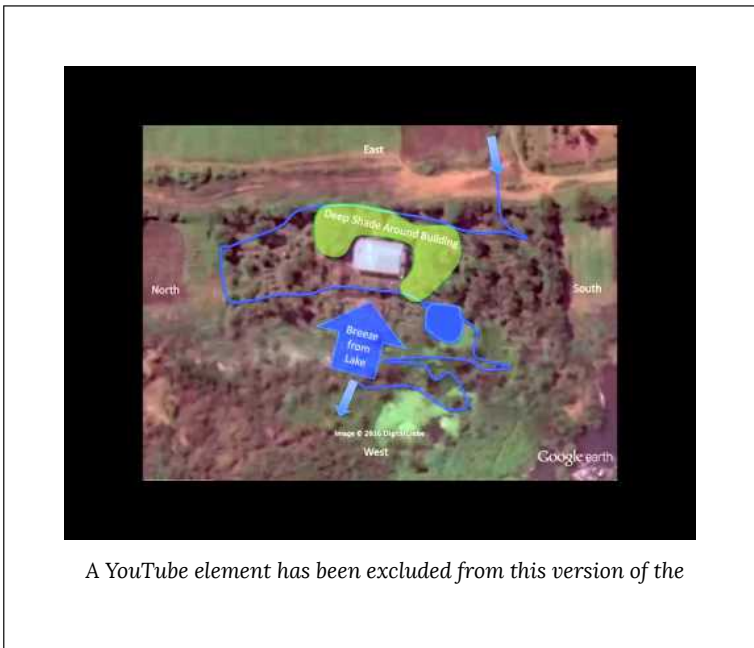 East
Deep Shade Around Building
North
South
Breeze
from
Lake
Image © 2016 DigitalGlobe
West
Google earth
A YouTube element has been excluded from this version of the